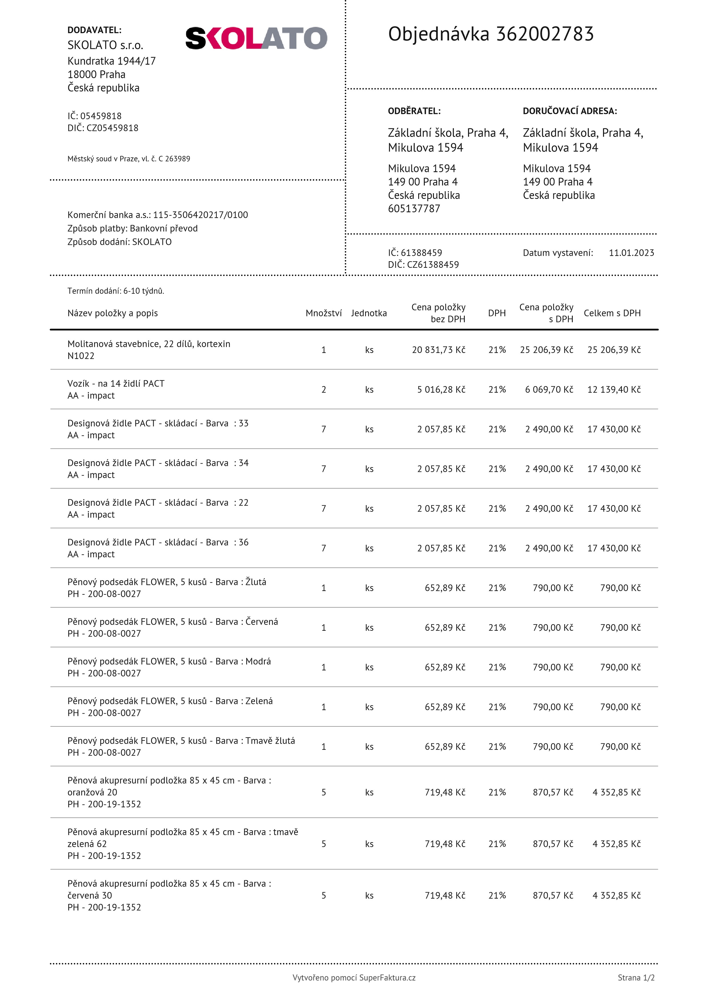 DODAVATEL:
SKOLATO s.r.o.
Kundratka 1944/17
18000 Praha
Česká republika
IČ: 05459818
DIČ: CZ05459818
Městský soud v Praze, vl. č. C 263989
SKOLATO
Komerční banka a.s.: 115-3506420217/0100
Způsob platby: Bankovní převod
Způsob dodání: SKOLATO
Objednávka 362002783
ODBĚRATEL:
Základní škola, Praha 4,
Mikulova 1594
Mikulova 1594
149 00 Praha 4
Česká republika
605137787
DORUČOVACÍ ADRESA:
Základní škola, Praha 4,
Mikulova 1594
Mikulova 1594
149 00 Praha 4
Česká republika
IČ: 61388459
DIČ: CZ61388459
Datum vystavení: 11.01.2023
Termín dodání: 6-10 týdnů.
Název položky a popis Množství Jednotka Cena položky bez DPH DPH Cena položky s DPH Celkem s DPH
Molitanová stavebnice, 22 dílů, kortexin
N1022
1 ks 20 831,73 Kč 21% 25 206,39 Kč 25 206,39 Kč
Vozík - na 14 židlí PACT
AA - impact
2 ks 5 016,28 Kč 21% 6 069,70 Kč 12 139,40 Kč
Designová židle PACT - skládací - Barva : 33
AA - impact
7 ks 2 057,85 Kč 21% 2 490,00 Kč 17 430,00 Kč
Designová židle PACT - skládací - Barva : 34
AA - impact
7 ks 2 057,85 Kč 21% 2 490,00 Kč 17 430,00 Kč
Designová židle PACT - skládací - Barva : 22
AA - impact
7 ks 2 057,85 Kč 21% 2 490,00 Kč 17 430,00 Kč
Designová židle PACT - skládací - Barva : 36
AA - impact
7 ks 2 057,85 Kč 21% 2 490,00 Kč 17 430,00 Kč
Pěnový podsedák FLOWER, 5 kusů - Barva : Žlutá
PH - 200-08-0027
1 ks 652,89 Kč 21% 790,00 Kč 790,00 Kč
Pěnový podsedák FLOWER, 5 kusů - Barva : Červená
PH - 200-08-0027
1 ks 652,89 Kč 21% 790,00 Kč 790,00 Kč
Pěnový podsedák FLOWER, 5 kusů - Barva : Modrá
PH - 200-08-0027
1 ks 652,89 Kč 21% 790,00 Kč 790,00 Kč
Pěnový podsedák FLOWER, 5 kusů - Barva : Zelená
PH - 200-08-0027
1 ks 652,89 Kč 21% 790,00 Kč 790,00 Kč
Pěnový podsedák FLOWER, 5 kusů - Barva : Tmavě žlutá
PH - 200-08-0027
1 ks 652,89 Kč 21% 790,00 Kč 790,00 Kč
Pěnová akupresurní podložka 85 x 45 cm - Barva :
oranžová 20
PH - 200-19-1352
5 ks 719,48 Kč 21% 870,57 Kč 4 352,85 Kč
Pěnová akupresurní podložka 85 x 45 cm - Barva : tmavě
zelená 62
PH - 200-19-1352
5 ks 719,48 Kč 21% 870,57 Kč 4 352,85 Kč
Pěnová akupresurní podložka 85 x 45 cm - Barva :
červená 30
PH - 200-19-1352
5 ks 719,48 Kč 21% 870,57 Kč 4 352,85 Kč
Vytvořeno pomocí SuperFaktura.cz
Strana 1/2